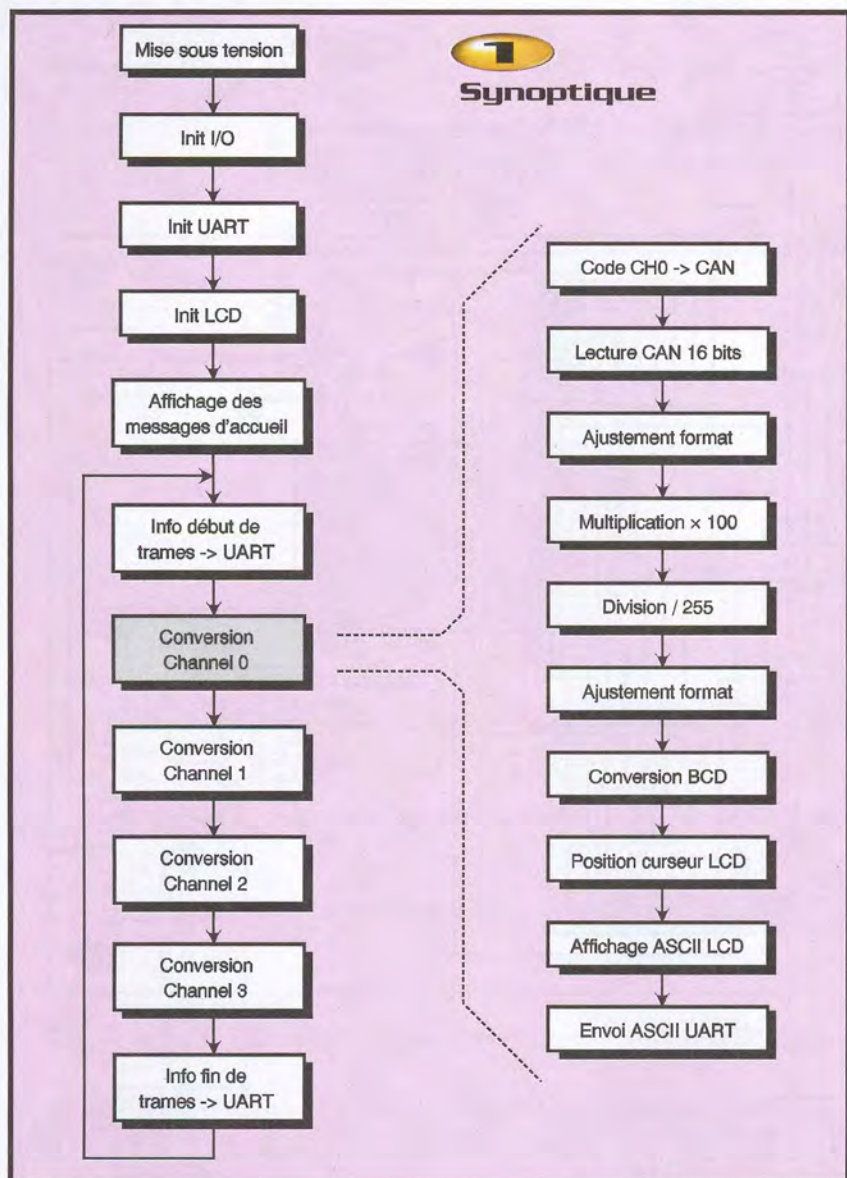 1
Synoptique
Mise sous tension
Init I/O
Init UART
Init LCD
Affichage des
messages d'accueil
Info début de
trames -> UART
Conversion
Channel 0
Conversion
Channel 1
Conversion
Channel 2
Conversion
Channel 3
Info fin de
trames -> UART
Code CH0 -> CAN
Lecture CAN 16 bits
Ajustement format
Multiplication × 100
Division / 255
Ajustement format
Conversion BCD
Position curseur LCD
Affichage ASCII LCD
Envoi ASCII UART